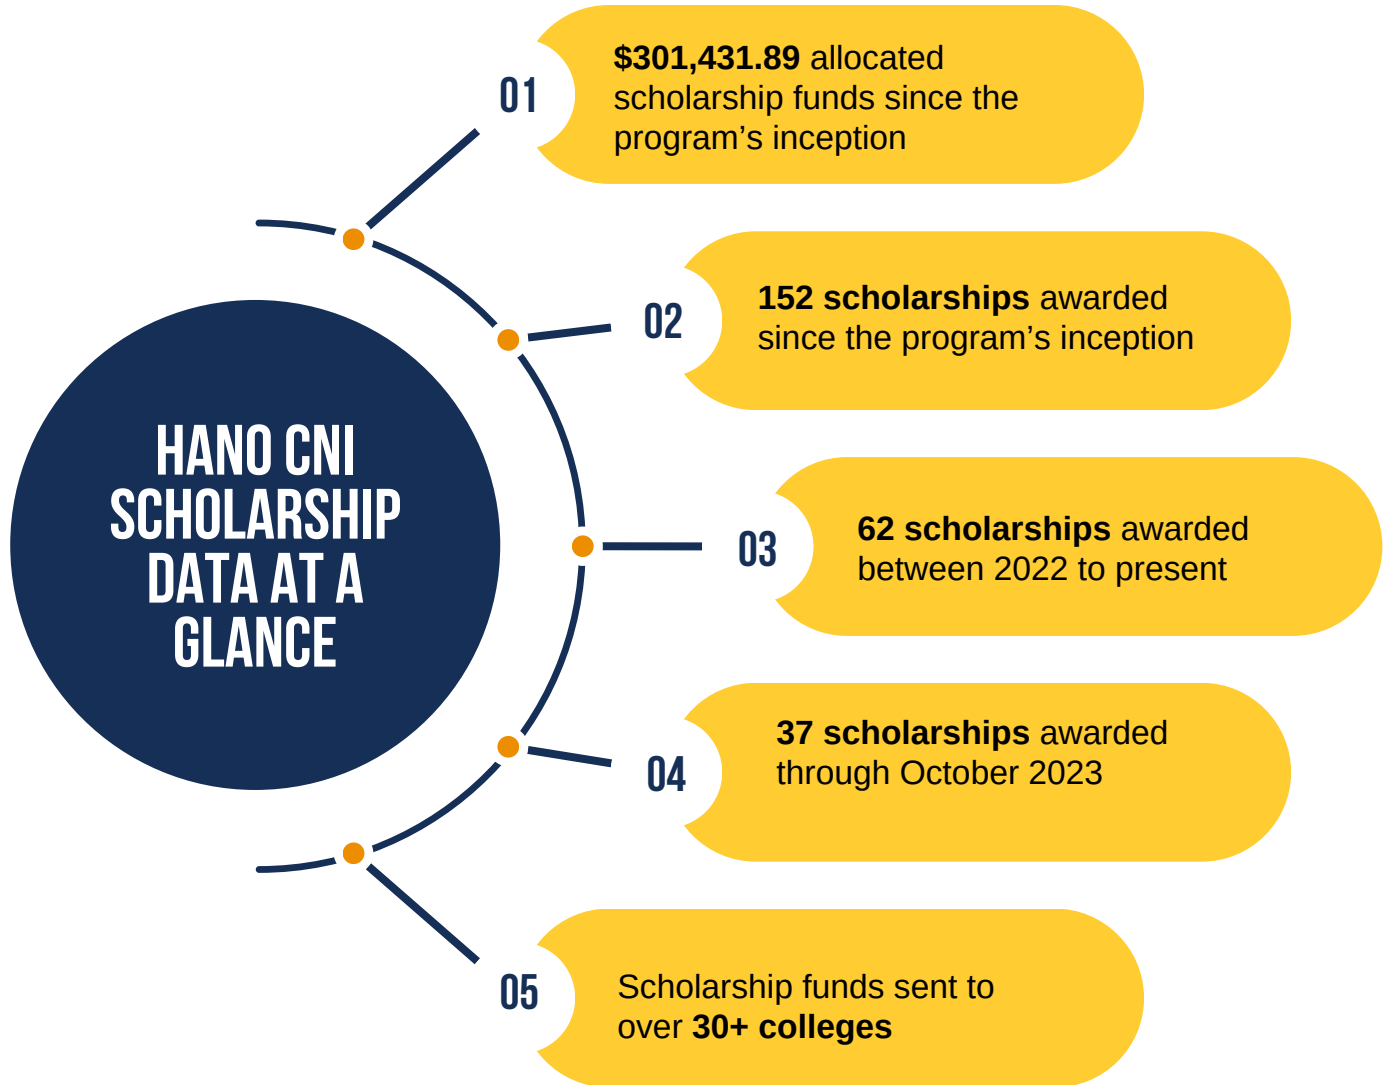 HANO CNI
SCHOLARSHIP
DATA AT A
GLANCE
01
$301,431.89 allocated
scholarship funds since the
program’s inception
02
152 scholarships awarded
since the program’s inception
03
62 scholarships awarded
between 2022 to present
04
37 scholarships awarded
through October 2023
05
Scholarship funds sent to
over 30+ colleges